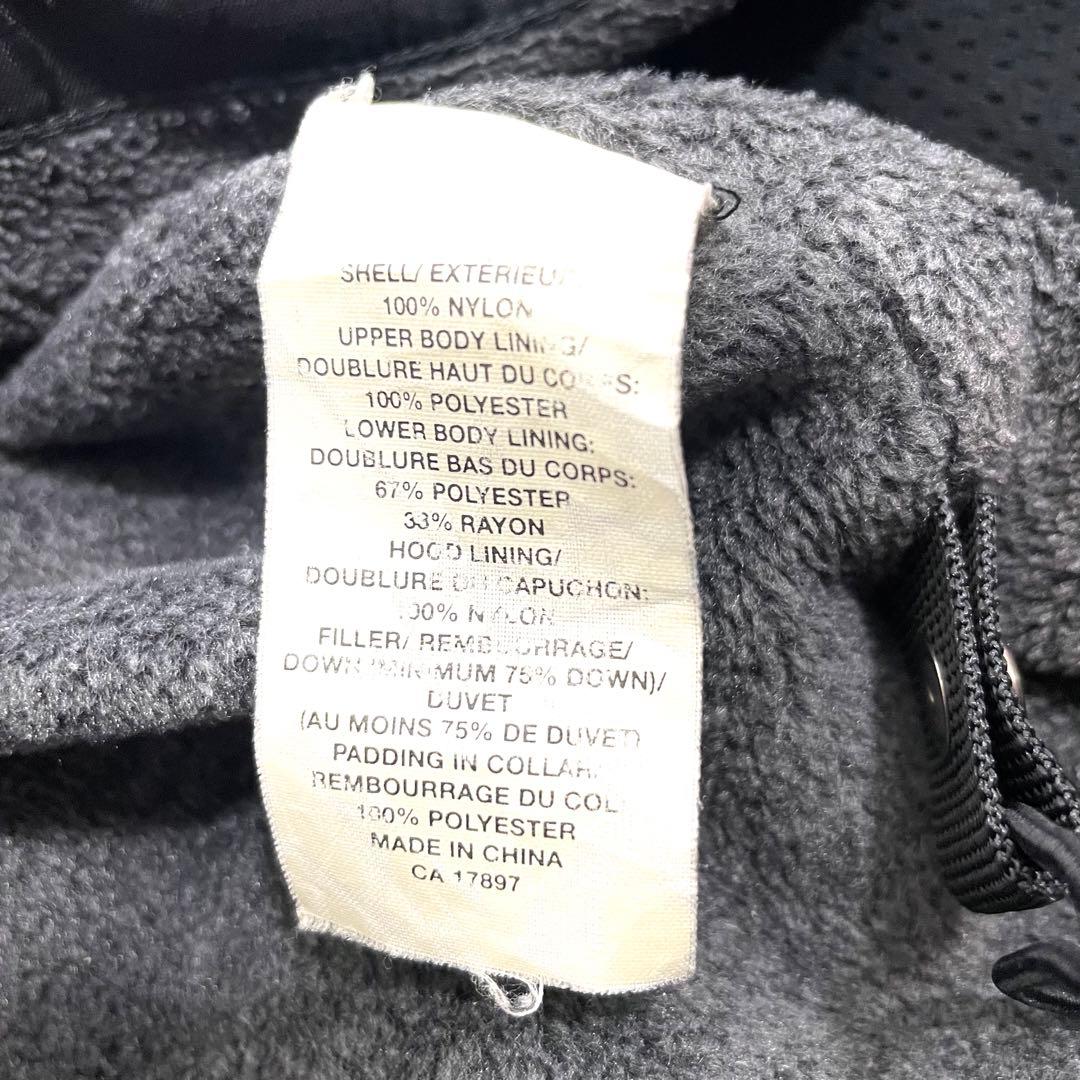 SHELL/ EXTERIEUR
100% NYLON
UPPER BODY LINING/
DOUBLURE HAUT DU CORPS:
100% POLYESTER
LOWER BODY LINING:
DOUBLURE BAS DU CORPS:
67% POLYESTER
33% RAYON
HOOD LINING/
DOUBLURE DU CAPUCHON:
100% NYLON
FILLER/ REMBOURRAGE/
DOWN (MINIMUM 75% DOWN)/
DUVET
(AU MOINS 75% DE DUVET)
PADDING IN COLLAR/
REMBOURRAGE DU COL
100% POLYESTER
MADE IN CHINA
CA 17897